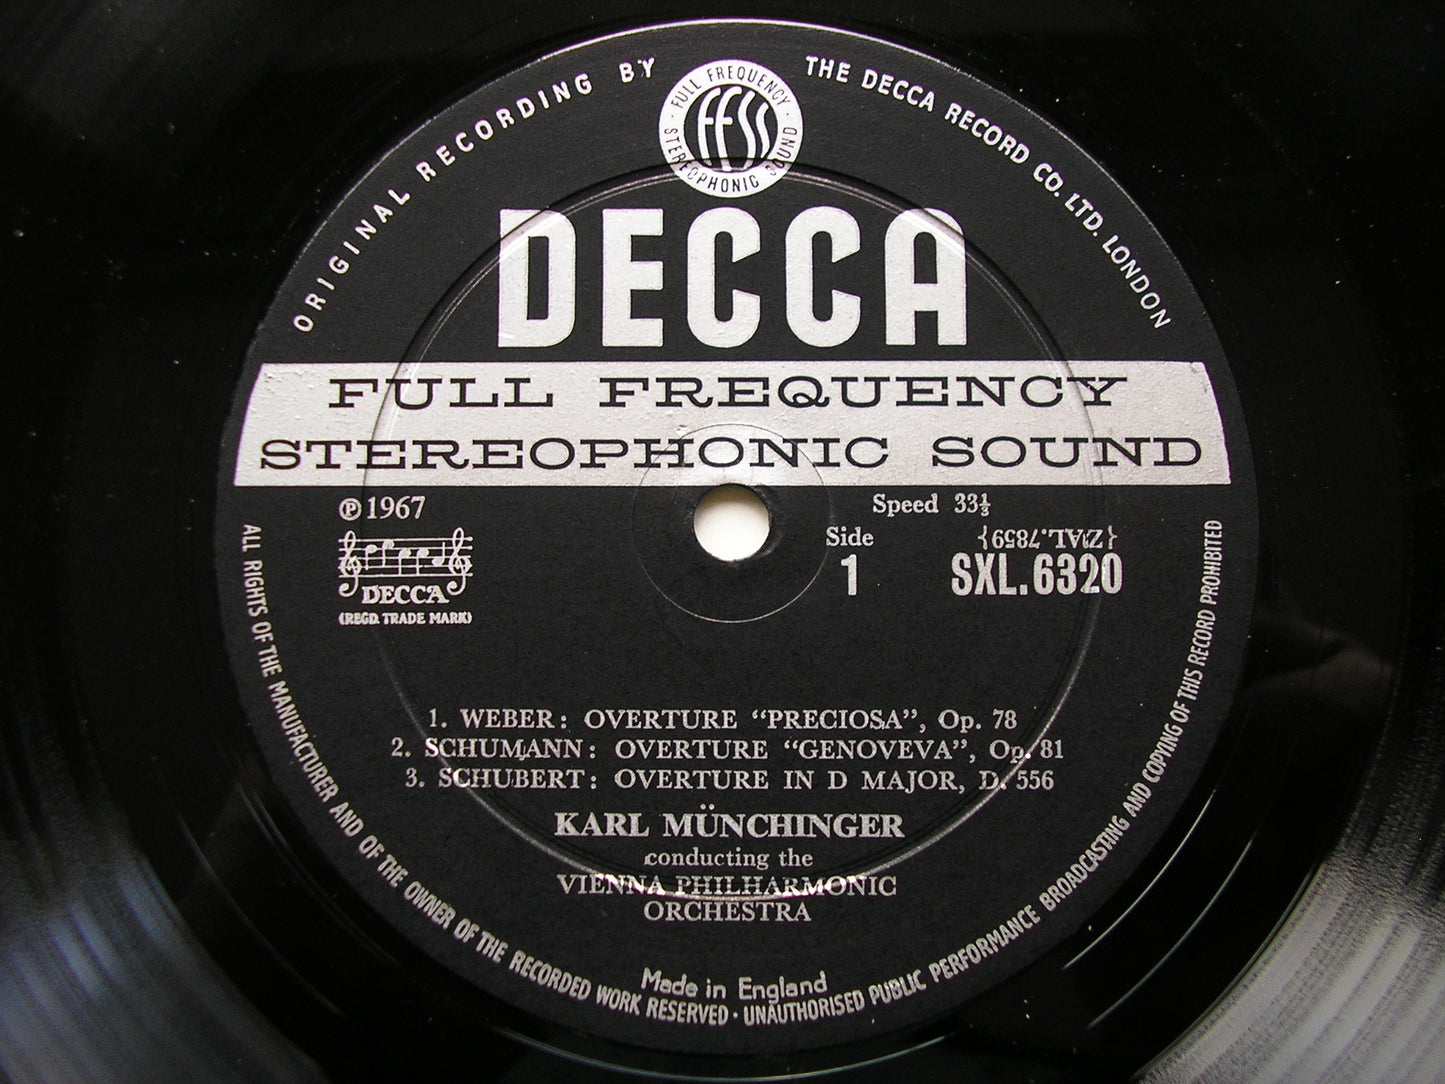 ORIGINAL RECORDING BY THE DECCA RECORD CO. LTD. LONDON
FULL FREQUENCY STEREOPHONIC SOUND
FFSS
DECCA
FULL FREQUENCY
STEREOPHONIC SOUND
℗ 1967
Speed 33⅓
DECCA
(REGD. TRADE MARK)
Side
1
{ZAL.7859}
SXL.6320
1. WEBER: OVERTURE “PRECIOSA”, Op. 78
2. SCHUMANN: OVERTURE “GENOVEVA”, Op. 81
3. SCHUBERT: OVERTURE IN D MAJOR, D. 556
KARL MÜNCHINGER
conducting the
VIENNA PHILHARMONIC
ORCHESTRA
Made in England
ALL RIGHTS OF THE MANUFACTURER AND OF THE OWNER OF THE RECORDED WORK RESERVED · UNAUTHORISED PUBLIC PERFORMANCE BROADCASTING AND COPYING OF THIS RECORD PROHIBITED